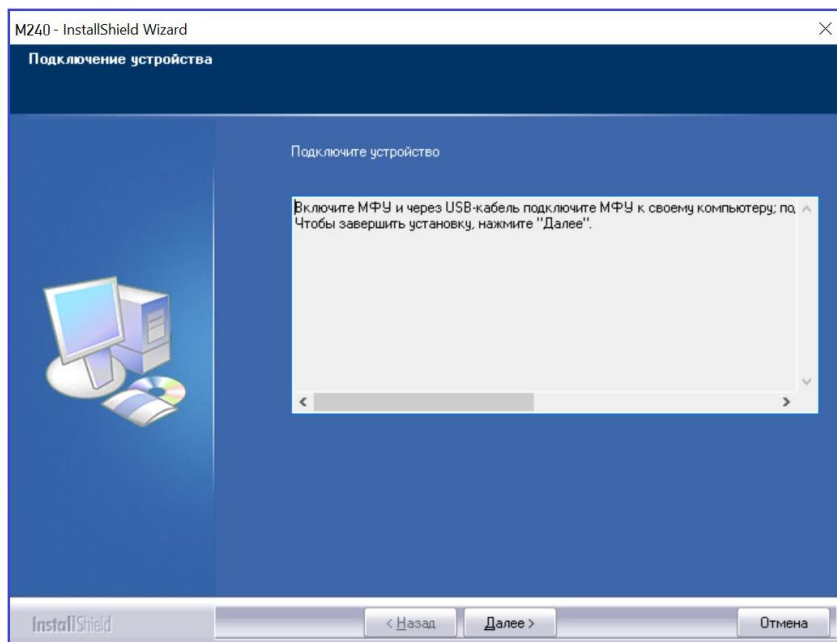 M240 - InstallShield Wizard
Подключение устройства
Подключите устройство
Включите МФУ и через USB-кабель подключите МФУ к своему компьютеру; по
Чтобы завершить установку, нажмите "Далее".
InstallShield
< Назад
Далее >
Отмена